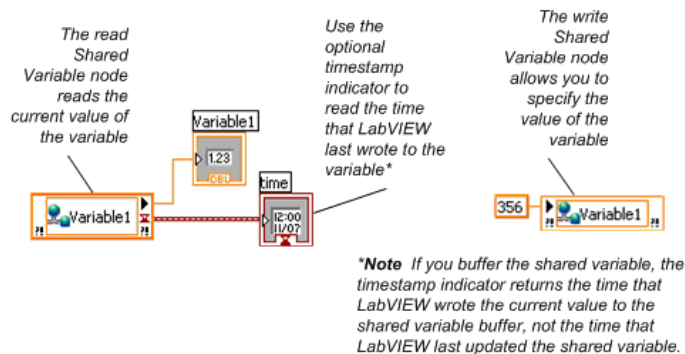 The read
Shared
Variable node
reads the
current value of
the variable
Variable1
1.23
DBL
Variable1
?!
?!
Use the
optional
timestamp
indicator to
read the time
that LabVIEW
last wrote to the
variable*
time
12:00
11/07
The write
Shared
Variable node
allows you to
specify the
value of the
variable
356
Variable1
?!
?!
*Note If you buffer the shared variable, the
timestamp indicator returns the time that
LabVIEW wrote the current value to the
shared variable buffer, not the time that
LabVIEW last updated the shared variable.